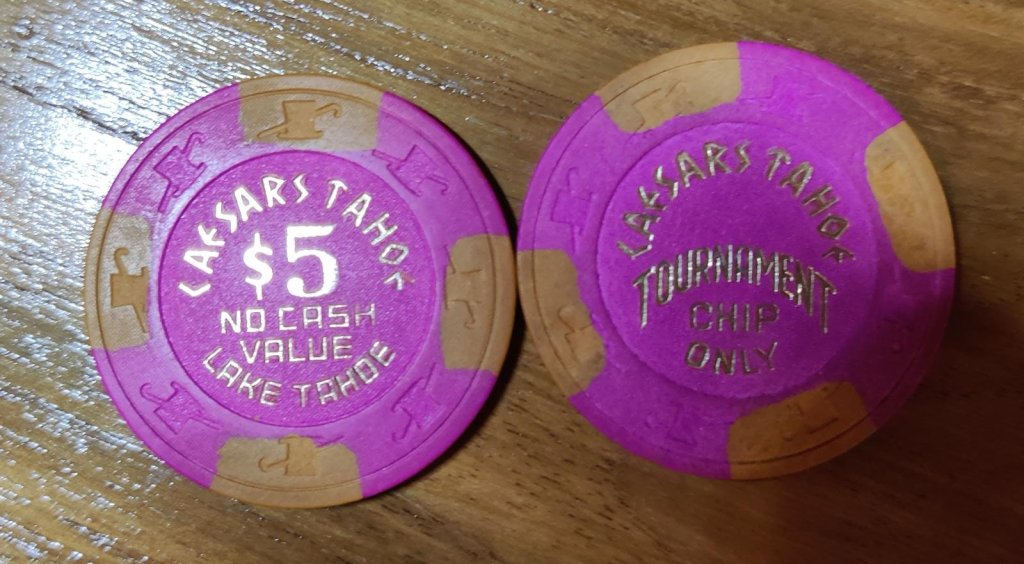 CAESARS TAHOE
$5
NO CASH
VALUE
LAKE TAHOE
CAESARS TAHOE
TOURNAMENT
CHIP
ONLY